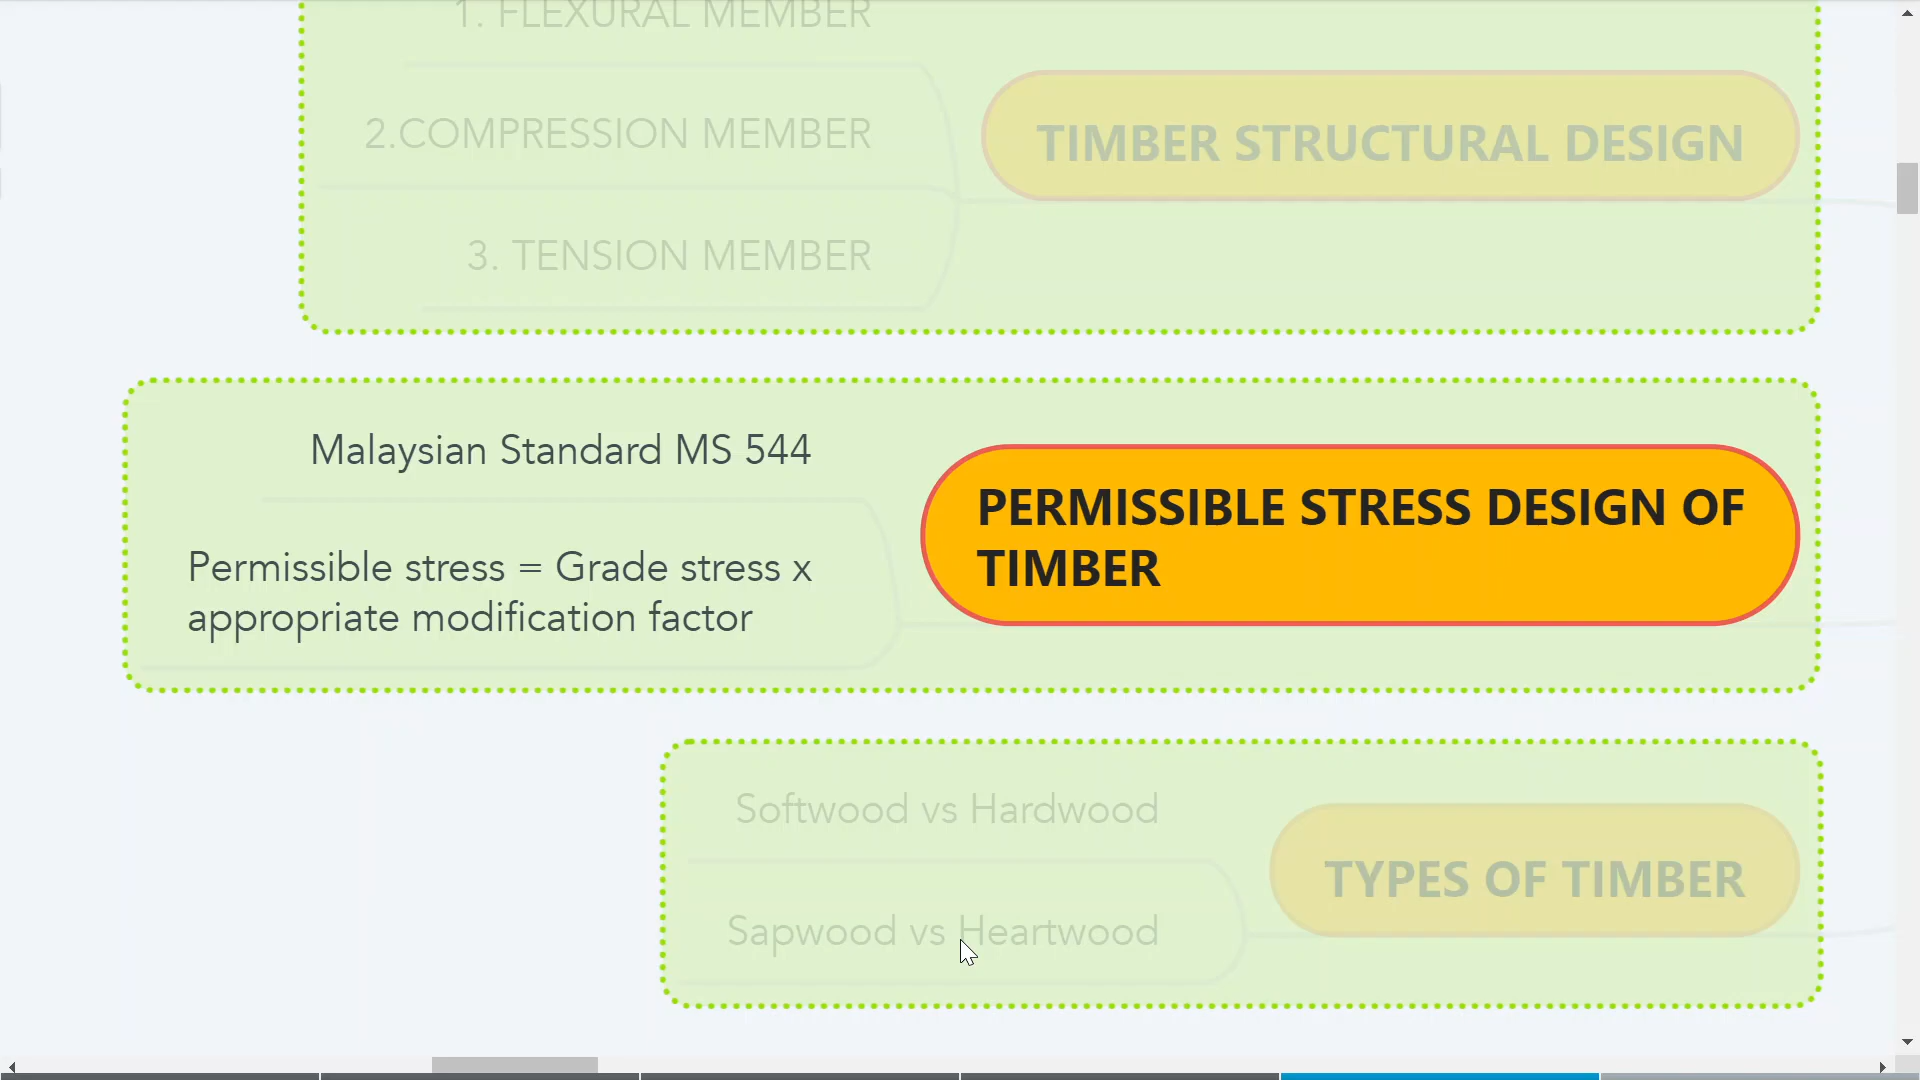 1. FLEXURAL MEMBER
2.COMPRESSION MEMBER
3. TENSION MEMBER
TIMBER STRUCTURAL DESIGN
Malaysian Standard MS 544
Permissible stress = Grade stress x
appropriate modification factor
PERMISSIBLE STRESS DESIGN OF
TIMBER
Softwood vs Hardwood
Sapwood vs Heartwood
TYPES OF TIMBER